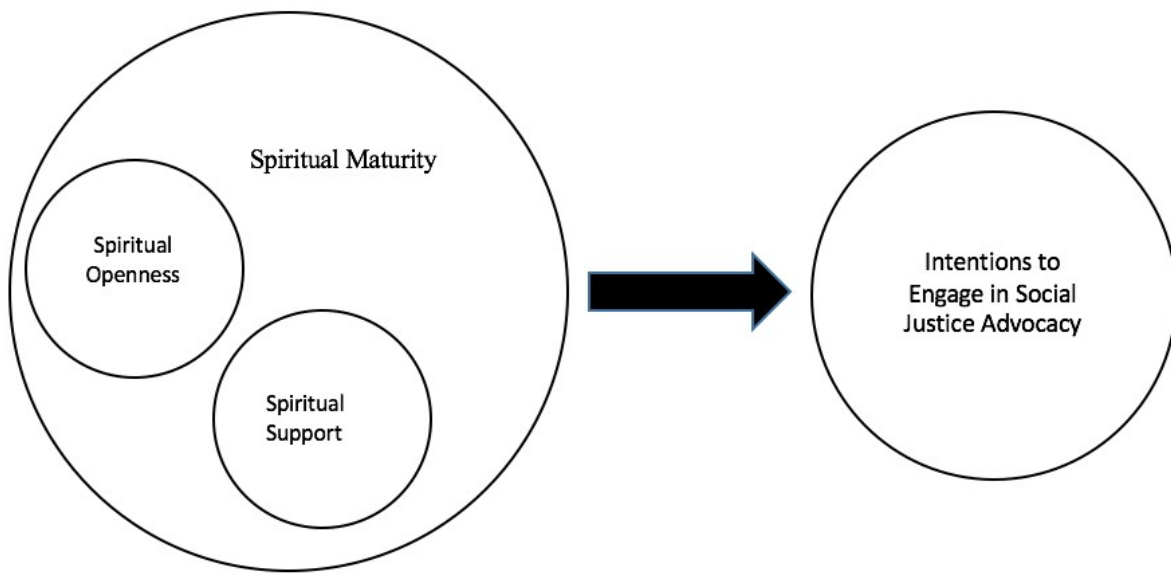 Spiritual Maturity
Spiritual
Openness
Spiritual
Support
Intentions to
Engage in Social
Justice Advocacy